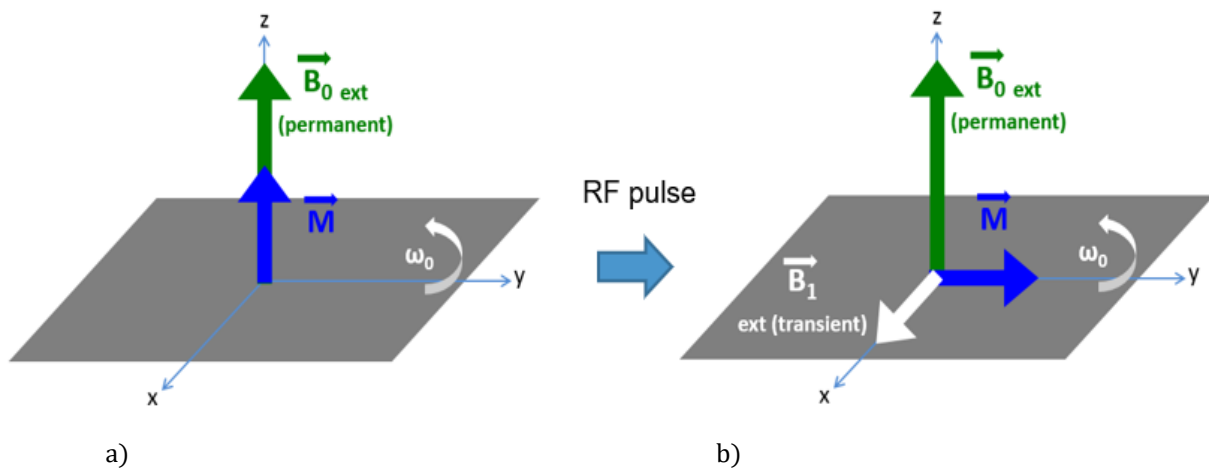 z
B₀ ext
(permanent)
M
ω₀
y
x
a)
RF pulse
z
B₀ ext
(permanent)
M
ω₀
y
B₁
ext (transient)
x
b)